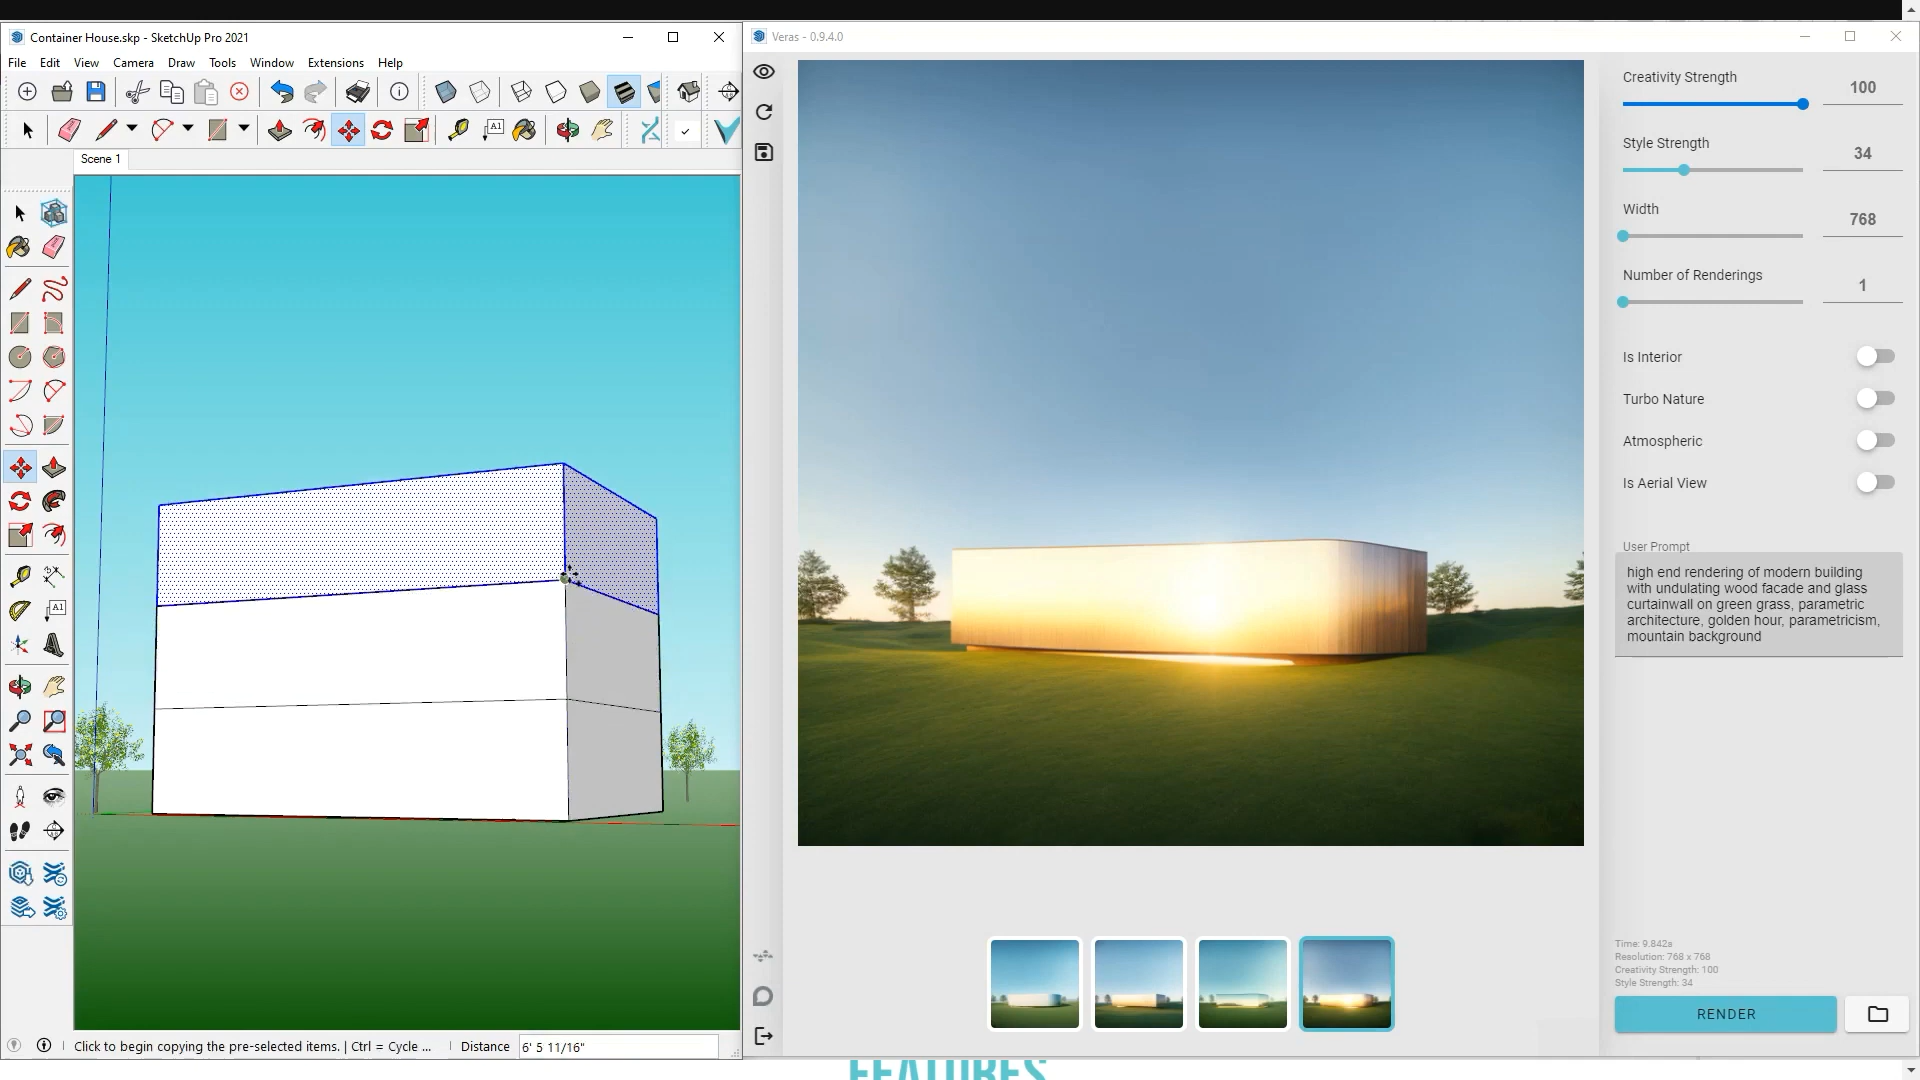 Container House.skp - SketchUp Pro 2021
File Edit View Camera Draw Tools Window Extensions Help
A1
Scene 1
A1
Click to begin copying the pre-selected items. | Ctrl = Cycle ... | Distance 6' 5 11/16"
Veras - 0.9.4.0
Creativity Strength 100
Style Strength 34
Width 768
Number of Renderings 1
Is Interior
Turbo Nature
Atmospheric
Is Aerial View
User Prompt
high end rendering of modern building
with undulating wood facade and glass
curtainwall on green grass, parametric
architecture, golden hour, parametricism,
mountain background
Time: 9.842s
Resolution: 768 x 768
Creativity Strength: 100
Style Strength: 34
RENDER
FEATURES